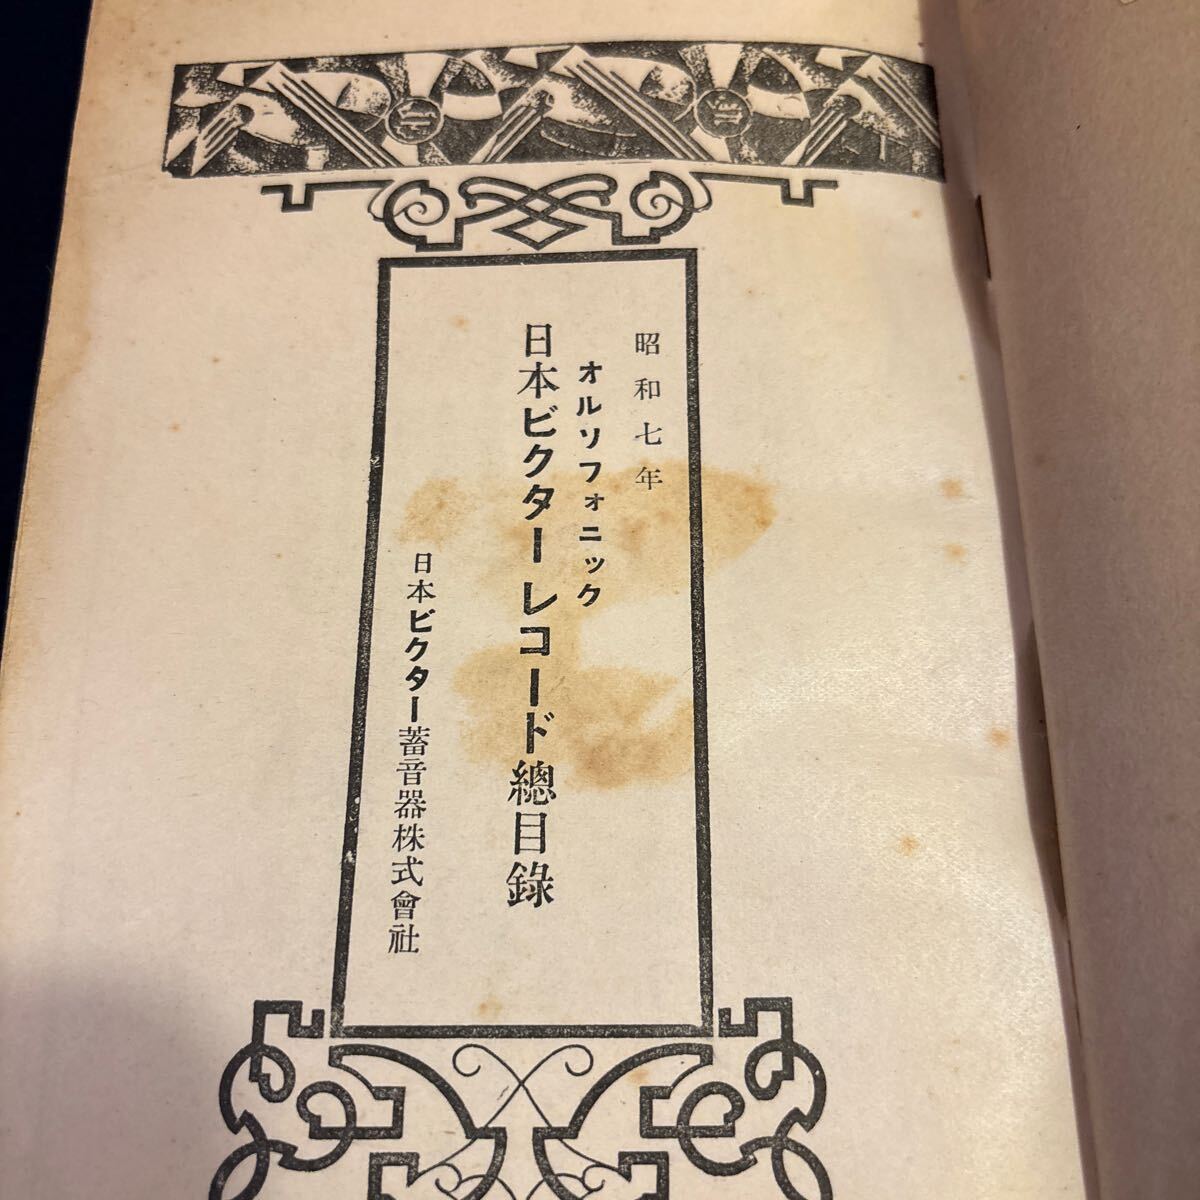 昭和七年
オルソフォニック
日本ビクターレコード總目錄
日本ビクター蓄音器株式會社